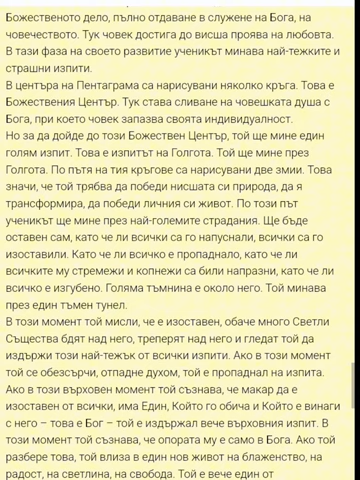 Божественото дело, пълно отдаване в служене на Бога, на
човечеството. Тук човек достига до висша проява на любовта.
В тази фаза на своето развитие ученикът минава най-тежките и
страшни изпити.
В центъра на Пентаграма са нарисувани няколко кръга. Това е
Божествения Център. Тук става сливане на човешката душа с
Бога, при което човек запазва своята индивидуалност.
Но за да дойде до този Божествен Център, той ще мине един
голям изпит. Това е изпитът на Голгота. Той ще мине през
Голгота. По пътя на тия кръгове са нарисувани две змии. Това
значи, че той трябва да победи нисшата си природа, да я
трансформира, да победи личния си живот. По този път
ученикът ще мине през най-големите страдания. Ще бъде
оставен сам, като че ли всички са го напуснали, всички са го
изоставили. Като че ли всичко е пропаднало, като че ли
всичките му стремежи и копнежи са били напразни, като че ли
всичко е изгубено. Голяма тъмнина е около него. Той минава
през един тъмен тунел.
В този момент той мисли, че е изоставен, обаче много Светли
Същества бдят над него, треперят над него и гледат той да
издържи този най-тежък от всички изпити. Ако в този момент
той се обезсърчи, отпадне духом, той е пропаднал на изпита.
Ако в този върховен момент той съзнава, че макар да е
изоставен от всички, има Един, Който го обича и Който е винаги
с него – това е Бог – той е издържал вече върховния изпит. В
този момент той съзнава, че опората му е само в Бога. Ако той
разбере това, той влиза в един нов живот на блаженство, на
радост, на светлина, на свобода. Той е вече един от